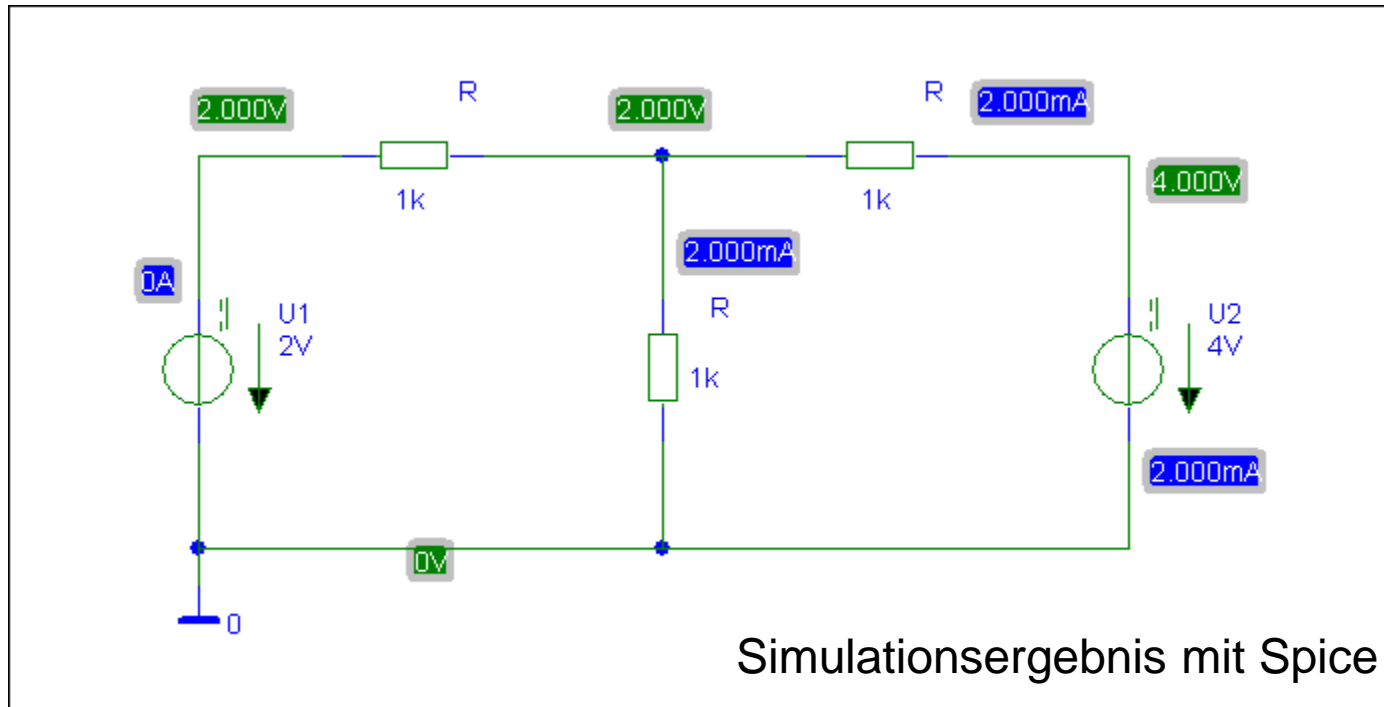 R
R
2.000mA
2.000V
2.000V
4.000V
1k
1k
2.000mA
0A
R
U1
2V
U2
4V
1k
2.000mA
0V
0
Simulationsergebnis mit Spice